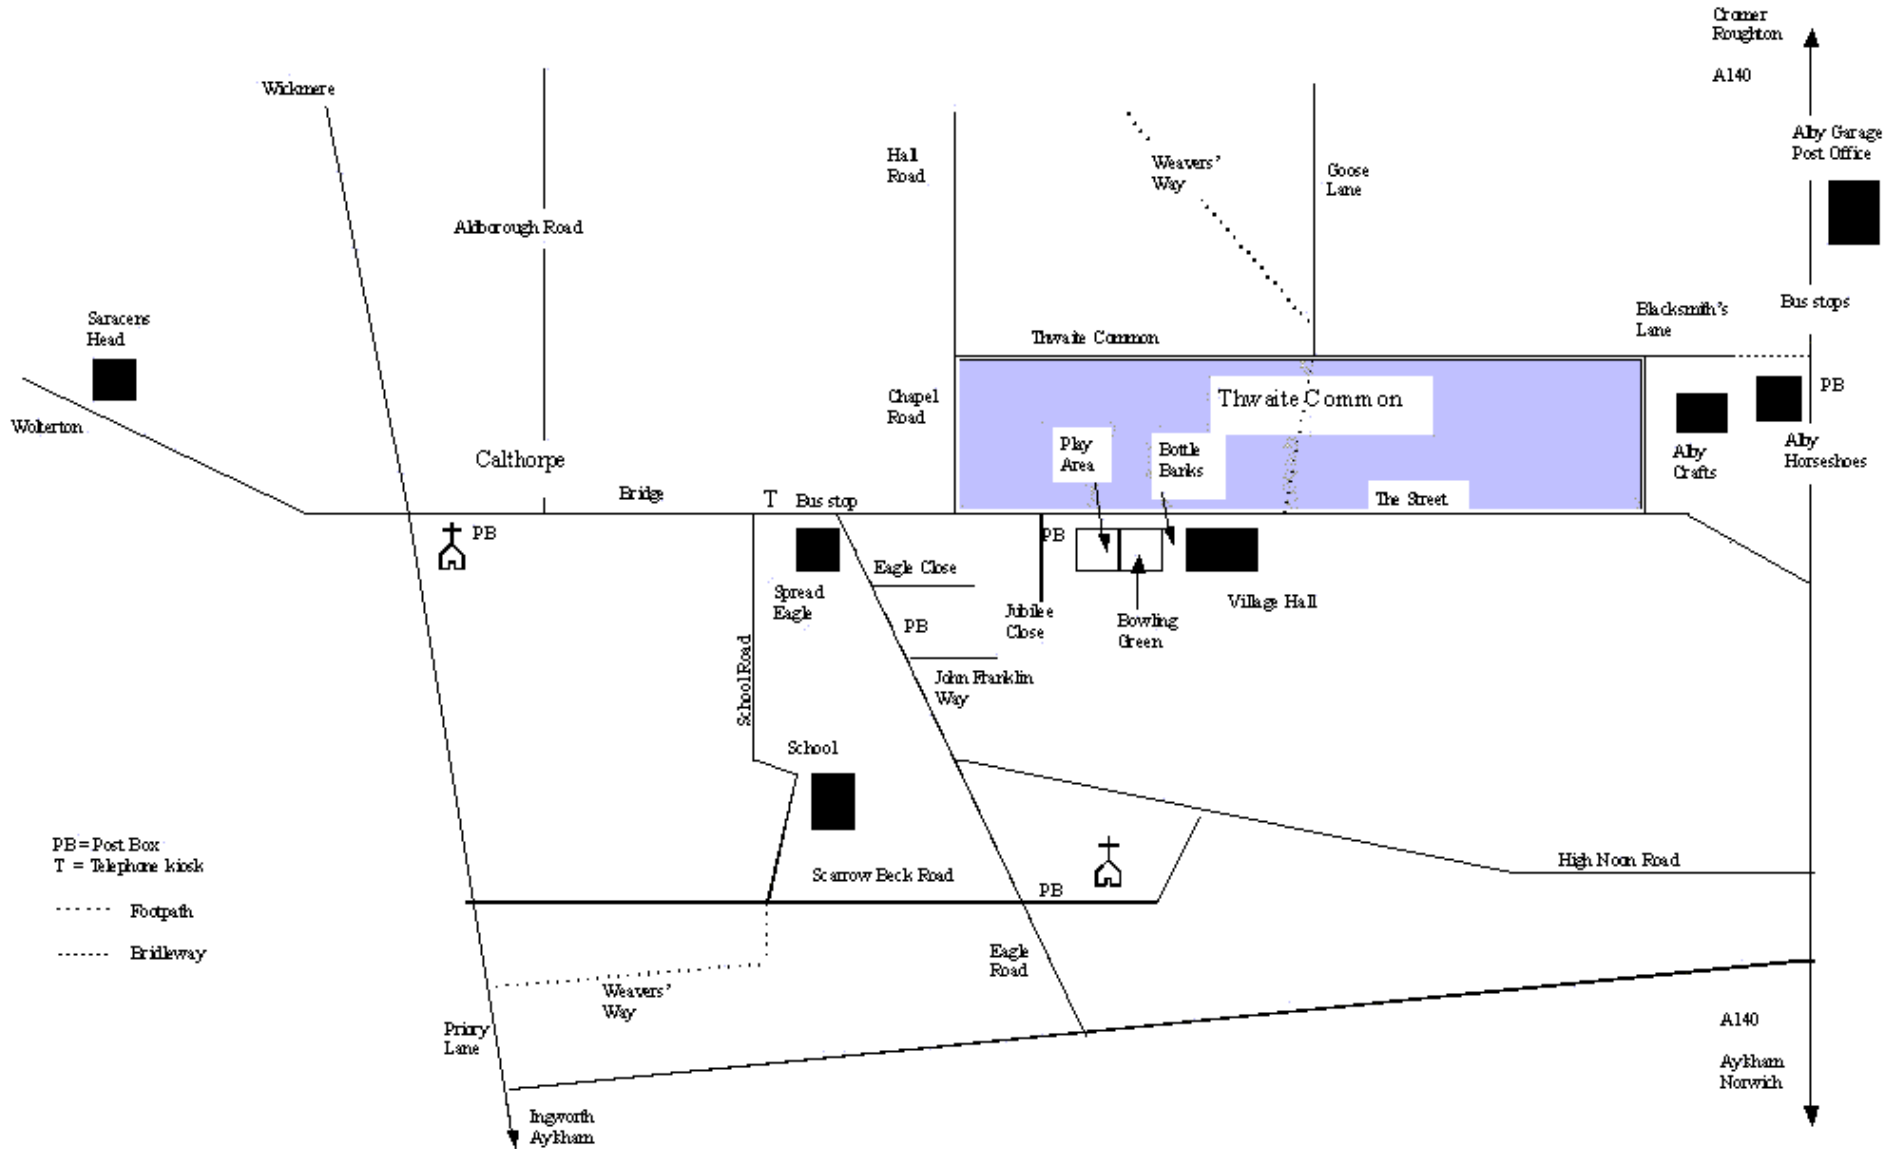 Cromer
Roughton
A140
Wickmere
Alby Garage
Post Office
Hall
Road
Weavers'
Way
Goose
Lane
Aldborough Road
Bus stops
Blacksmith's
Lane
Saracens
Head
Thwaite Common
PB
Chapel
Road
Thwaite Common
Wolterton
Play
Area
Bottle
Banks
Alby
Crafts
Alby
Horseshoes
Calthorpe
Bridge
T
Bus stop
The Street
PB
PB
Eagle Close
Spread
Eagle
Jubilee
Close
Bowling
Green
Village Hall
PB
School Road
John Franklin
Way
School
PB = Post Box
T = Telephone kiosk
Footpath
Bridleway
Scarrow Beck Road
PB
High Noon Road
Eagle
Road
Weavers'
Way
Priory
Lane
A140
Aylsham
Norwich
Ingworth
Aylsham